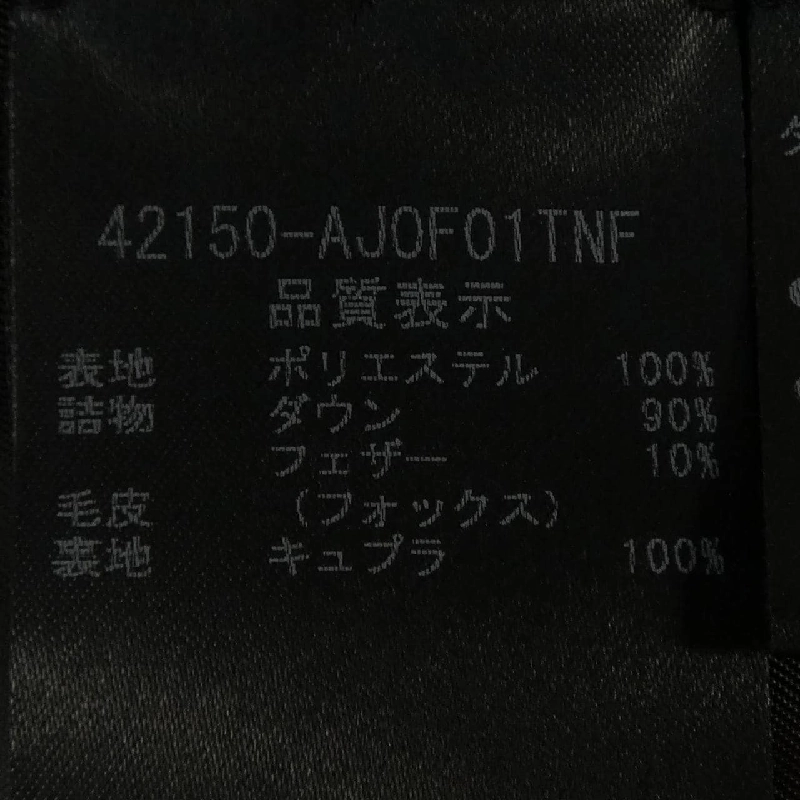 42150-AJ0F01TNF
品質表示
表地 ポリエステル 100%
詰物 ダウン 90%
フェザー 10%
毛皮 (フォックス)
裏地 キュプラ 100%